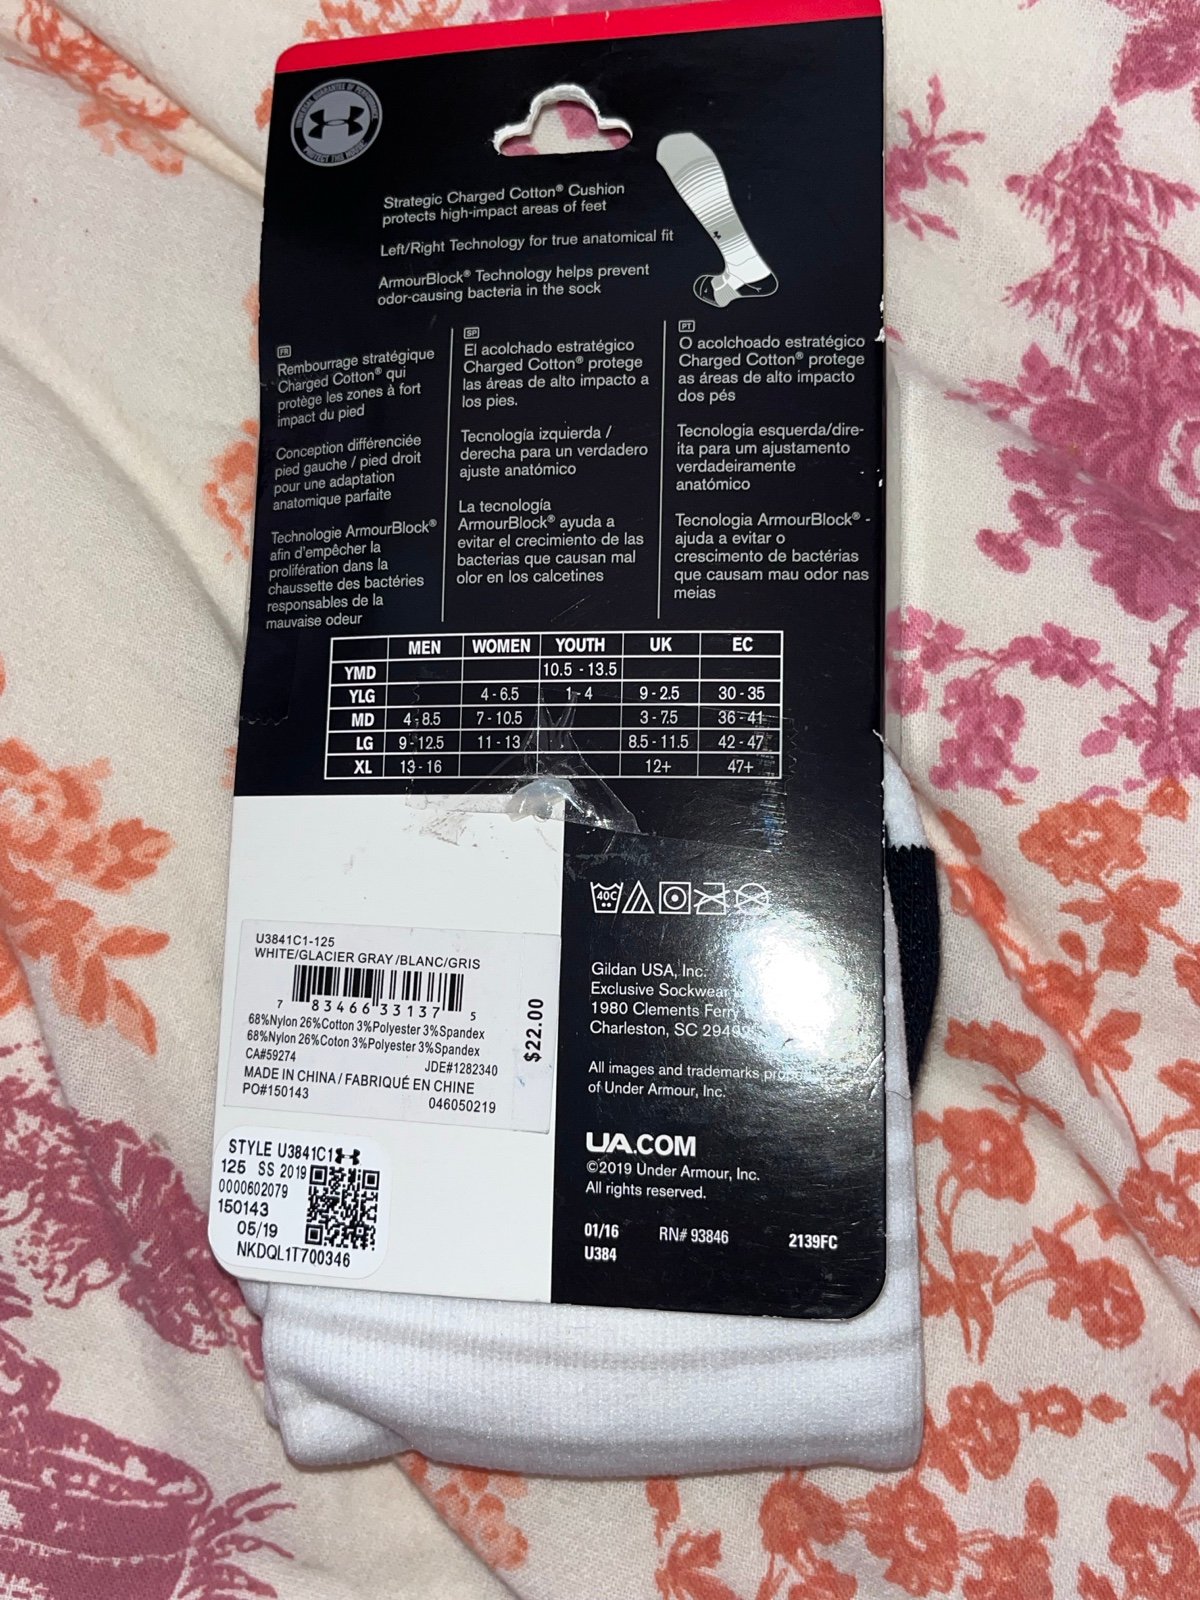 UNIVERSAL GUARANTEE OF PERFORMANCE
PROTECT THIS HOUSE
Strategic Charged Cotton® Cushion
protects high-impact areas of feet
Left/Right Technology for true anatomical fit
ArmourBlock® Technology helps prevent
odor-causing bacteria in the sock
FR
Rembourrage stratégique
Charged Cotton® qui
protège les zones à fort
impact du pied
Conception différenciée
pied gauche / pied droit
pour une adaptation
anatomique parfaite
Technologie ArmourBlock®
afin d'empêcher la
prolifération dans la
chaussette des bactéries
responsables de la
mauvaise odeur
SP
El acolchado estratégico
Charged Cotton® protege
las áreas de alto impacto a
los pies.
Tecnología izquierda /
derecha para un verdadero
ajuste anatómico
La tecnología
ArmourBlock® ayuda a
evitar el crecimiento de las
bacterias que causan mal
olor en los calcetines
PT
O acolchoado estratégico
Charged Cotton® protege
as áreas de alto impacto
dos pés
Tecnologia esquerda/dire-
ita para um ajustamento
verdadeiramente
anatómico
Tecnologia ArmourBlock® -
ajuda a evitar o
crescimento de bactérias
que causam mau odor nas
meias
MEN WOMEN YOUTH UK EC
YMD 10.5 - 13.5
YLG 4 - 6.5 1 - 4 9 - 2.5 30 - 35
MD 4 - 8.5 7 - 10.5 3 - 7.5 36 - 41
LG 9 - 12.5 11 - 13 8.5 - 11.5 42 - 47
XL 13 - 16 12+ 47+
40C
Gildan USA, Inc.
Exclusive Sockwear
1980 Clements Ferry
Charleston, SC 29492
All images and trademarks
of Under Armour, Inc.
UA.COM
©2019 Under Armour, Inc.
All rights reserved.
01/16 RN# 93846 2139FC
U384
U3841C1-125
WHITE/GLACIER GRAY /BLANC/GRIS
7 83466 33137 5
68%Nylon 26%Cotton 3%Polyester 3%Spandex
68%Nylon 26%Coton 3%Polyester 3%Spandex
CA#59274 JDE#1282340
MADE IN CHINA / FABRIQUÉ EN CHINE
PO#150143 046050219
$22.00
STYLE U3841C1
125 SS 2019
0000602079
150143
05/19
NKDQL1T700346